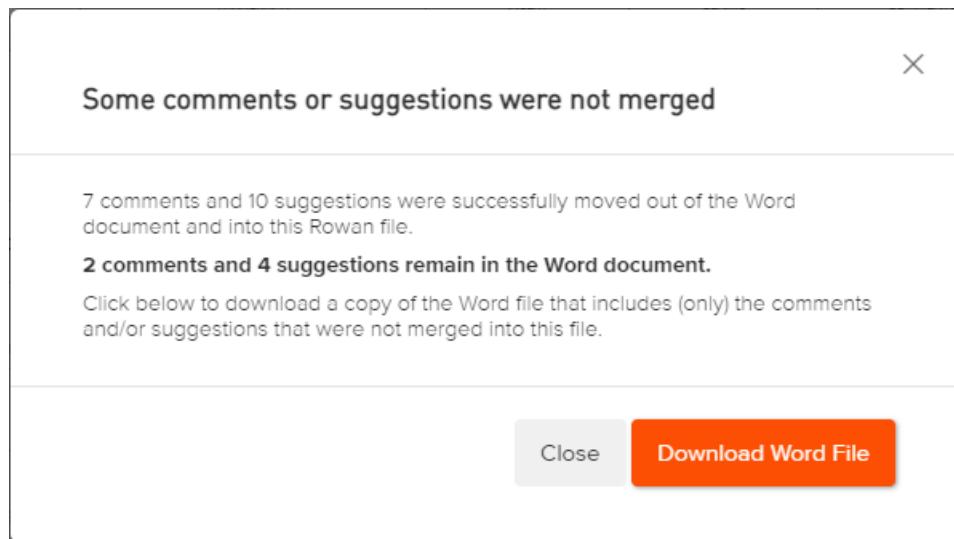 Some comments or suggestions were not merged
7 comments and 10 suggestions were successfully moved out of the Word
document and into this Rowan file.
2 comments and 4 suggestions remain in the Word document.
Click below to download a copy of the Word file that includes (only) the comments
and/or suggestions that were not merged into this file.
Close
Download Word File